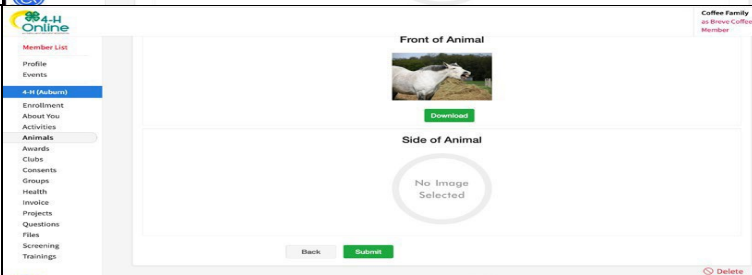 4-H
Online
Coffee Family
as Breve Coffee
Member
Member List
Profile
Events
4-H (Auburn)
Enrollment
About You
Activities
Animals
Awards
Clubs
Consents
Groups
Health
Invoice
Projects
Questions
Files
Screening
Trainings
Front of Animal
Download
Side of Animal
No Image
Selected
Back
Submit
Delete